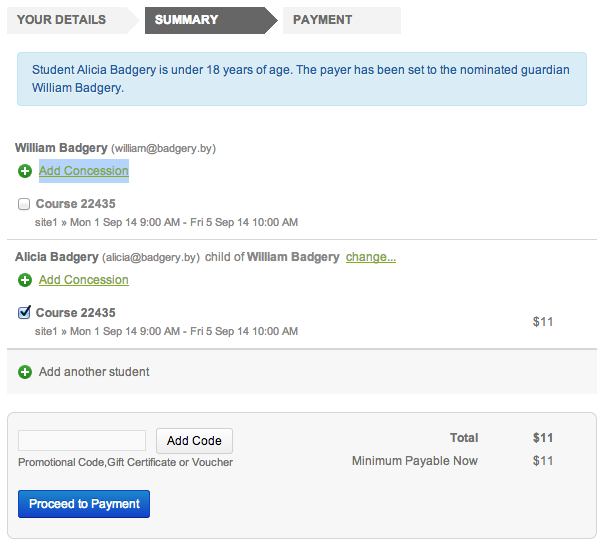 YOUR DETAILS SUMMARY PAYMENT
Student Alicia Badgery is under 18 years of age. The payer has been set to the nominated guardian
William Badgery.
William Badgery (william@badgery.by)
Add Concession
Course 22435
site1 » Mon 1 Sep 14 9:00 AM - Fri 5 Sep 14 10:00 AM
Alicia Badgery (alicia@badgery.by) child of William Badgery change...
Add Concession
Course 22435
site1 » Mon 1 Sep 14 9:00 AM - Fri 5 Sep 14 10:00 AM $11
Add another student
Add Code Total $11
Promotional Code,Gift Certificate or Voucher Minimum Payable Now $11
Proceed to Payment